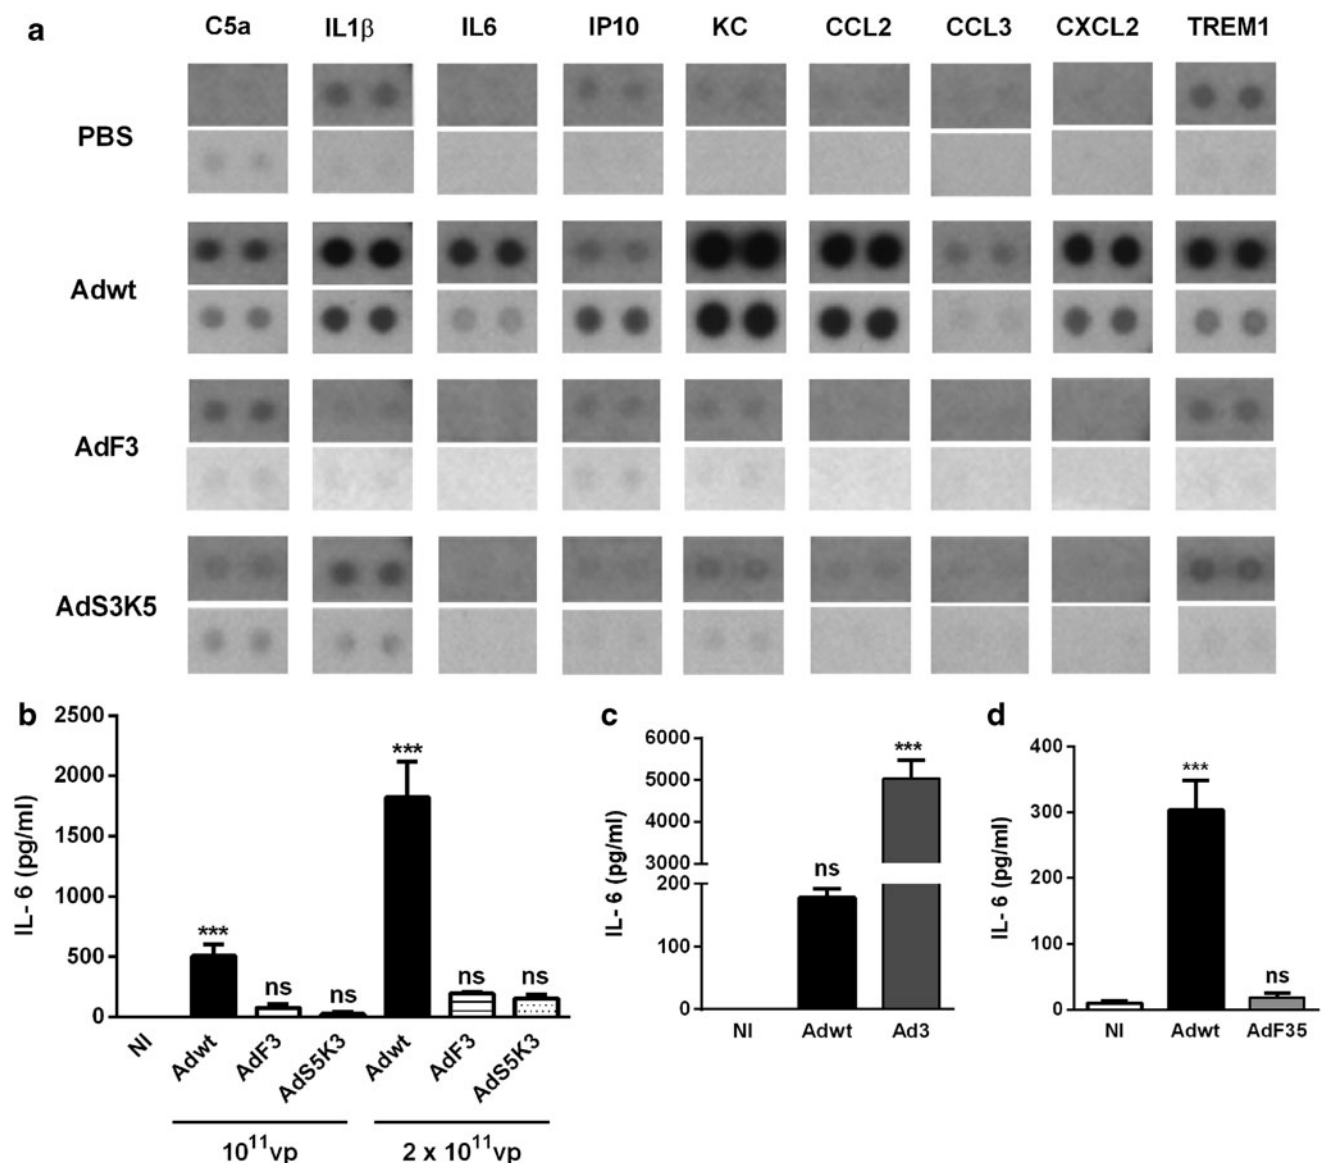 a
C5a IL1β IL6 IP10 KC CCL2 CCL3 CXCL2 TREM1
PBS
Adwt
AdF3
AdS3K5
b
2500
2000
1500
1000
500
0
IL- 6 (pg/ml)
***
ns
ns
***
ns
ns
NI Adwt AdF3 AdS5K3 Adwt AdF3 AdS5K3
10¹¹vp 2 x 10¹¹vp
c
6000
5000
4000
3000
200
100
0
IL- 6 (pg/ml)
ns
***
NI Adwt Ad3
d
400
300
200
100
0
IL- 6 (pg/ml)
***
ns
NI Adwt AdF35